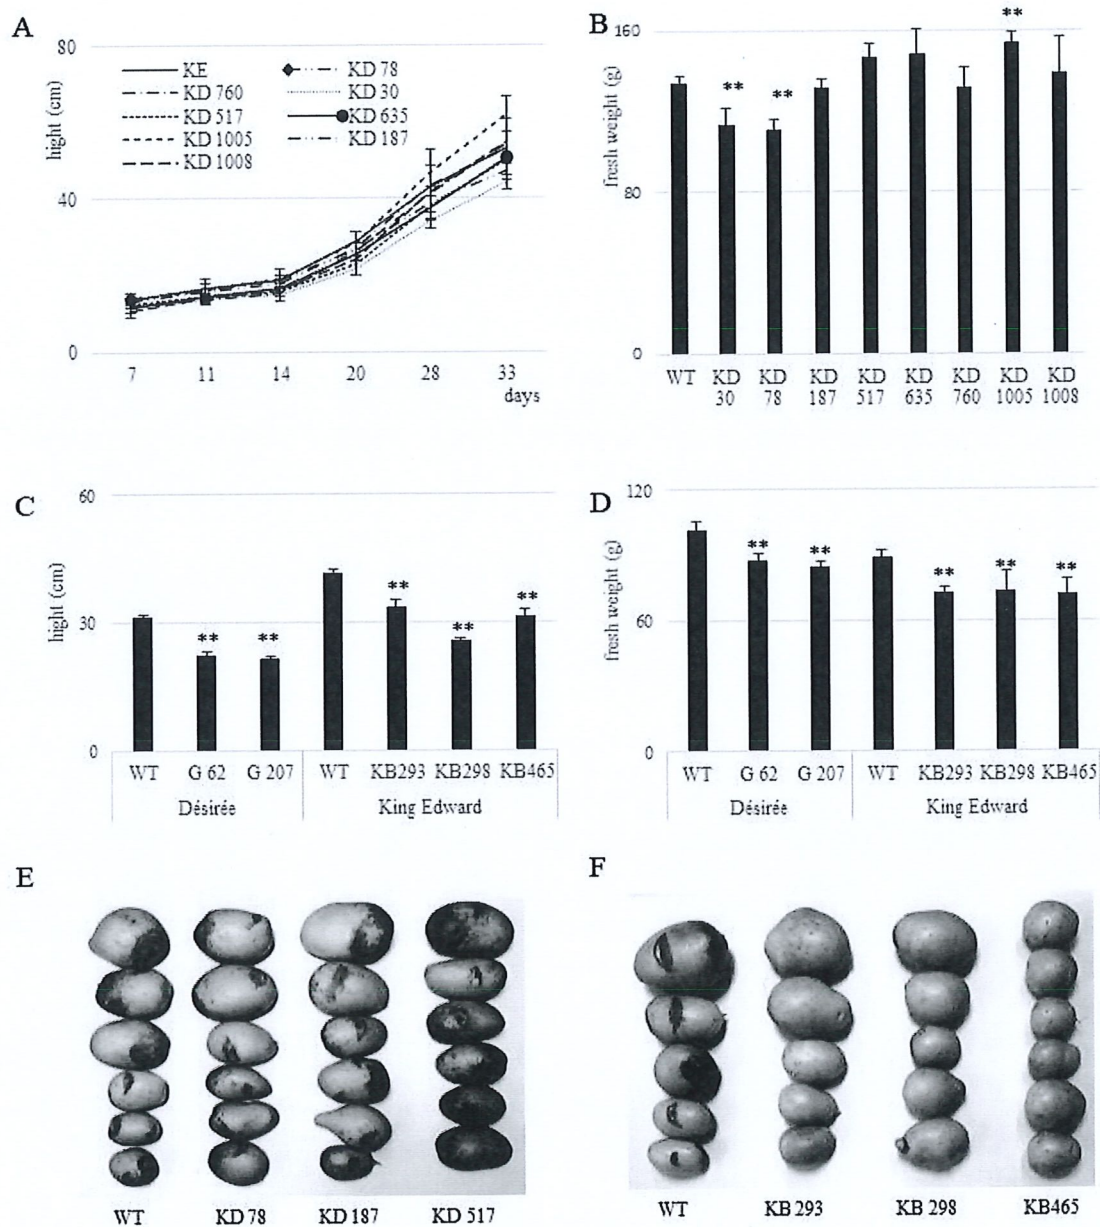 A
80
hight (cm)
KE
KD 78
KD 760
KD 30
KD 517
KD 635
KD 1005
KD 187
KD 1008
40
0
7 11 14 20 28 33
days
B
160
**
fresh weight (g)
** **
80
0
WT KD KD KD KD KD KD KD KD
30 78 187 517 635 760 1005 1008
C
60
hight (cm)
** ** ** ** **
30
0
WT G 62 G 207 WT KB293 KB298 KB465
Désirée King Edward
D
120
fresh weight (g)
** ** ** ** **
60
0
WT G 62 G 207 WT KB293 KB298 KB465
Désirée King Edward
E
WT KD 78 KD 187 KD 517
F
WT KB 293 KB 298 KB465